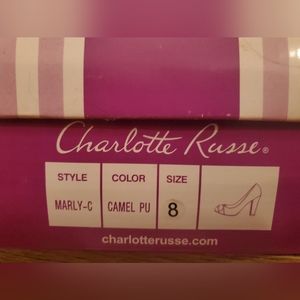 Charlotte Russe®
STYLE COLOR SIZE
MARLY-C CAMEL PU 8
charlotterusse.com